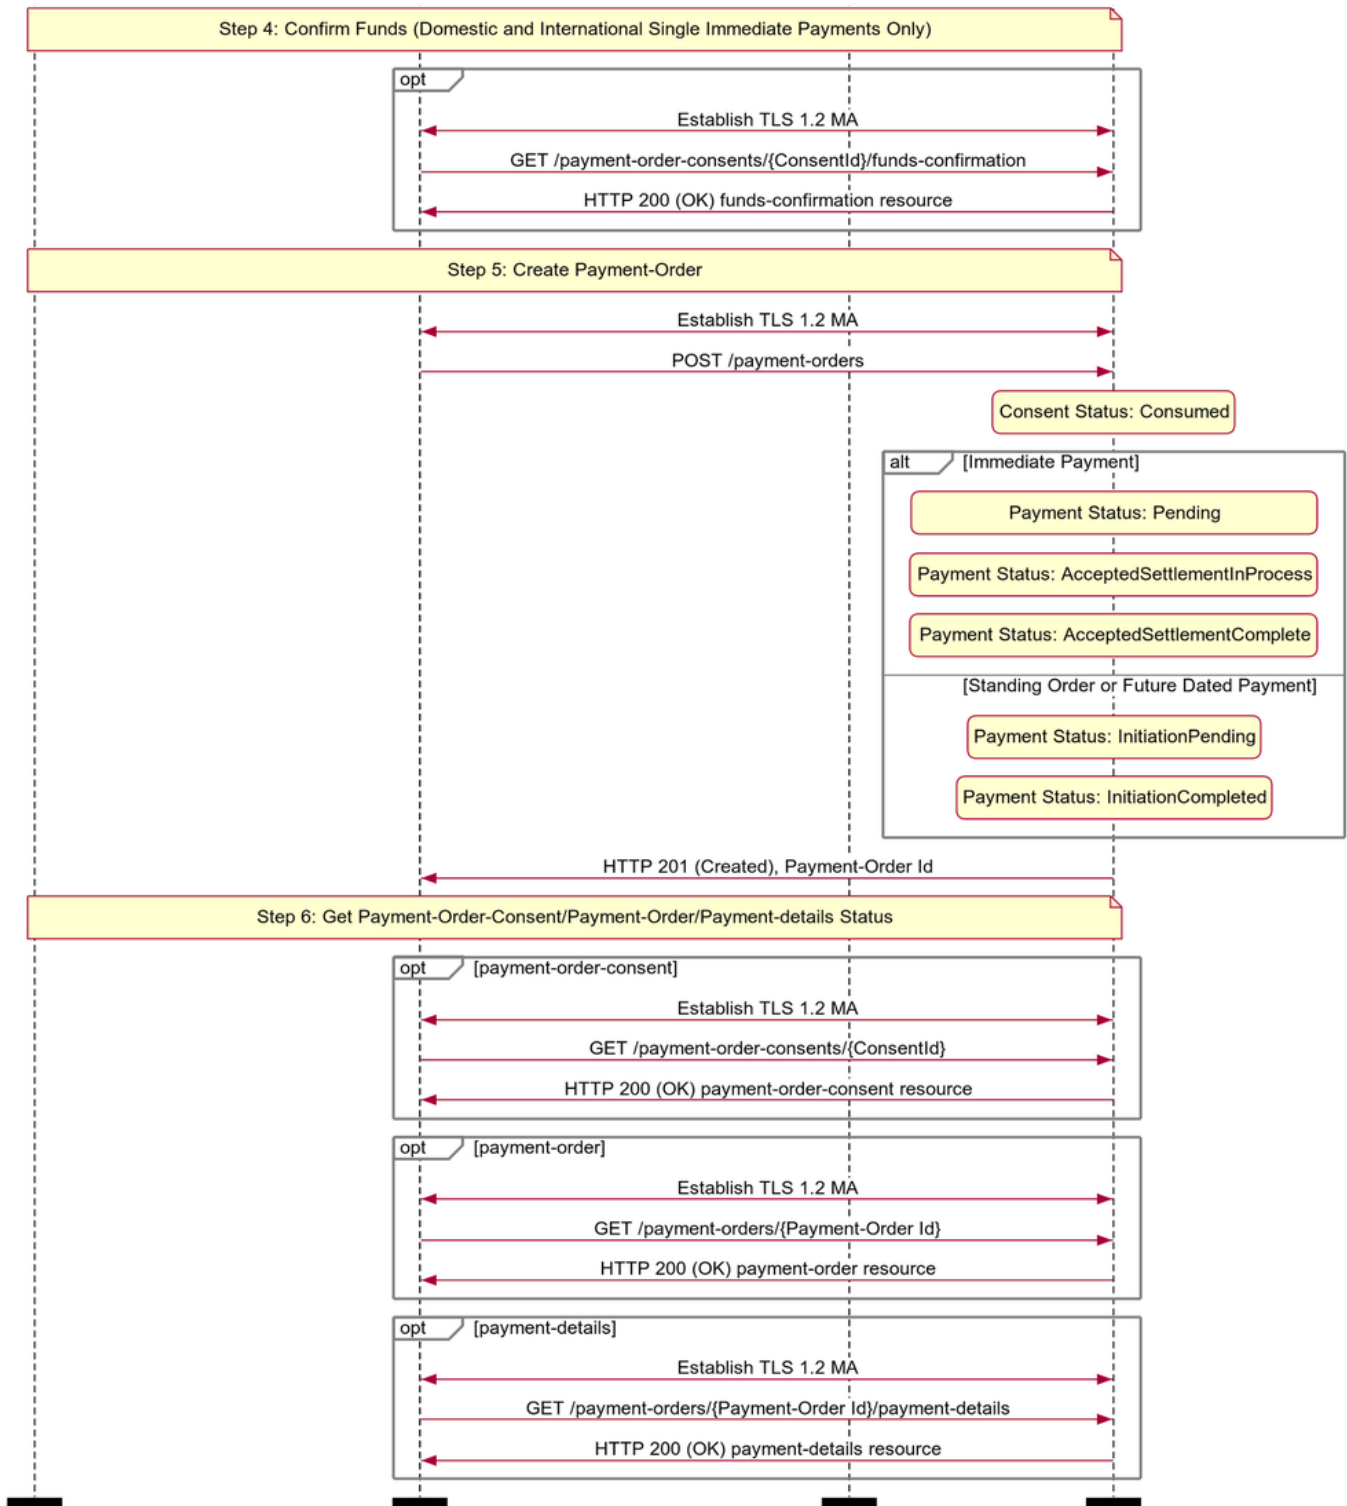 Step 4: Confirm Funds (Domestic and International Single Immediate Payments Only)
opt
Establish TLS 1.2 MA
GET /payment-order-consents/{ConsentId}/funds-confirmation
HTTP 200 (OK) funds-confirmation resource
Step 5: Create Payment-Order
Establish TLS 1.2 MA
POST /payment-orders
Consent Status: Consumed
alt [Immediate Payment]
Payment Status: Pending
Payment Status: AcceptedSettlementInProcess
Payment Status: AcceptedSettlementComplete
[Standing Order or Future Dated Payment]
Payment Status: InitiationPending
Payment Status: InitiationCompleted
HTTP 201 (Created), Payment-Order Id
Step 6: Get Payment-Order-Consent/Payment-Order/Payment-details Status
opt [payment-order-consent]
Establish TLS 1.2 MA
GET /payment-order-consents/{ConsentId}
HTTP 200 (OK) payment-order-consent resource
opt [payment-order]
Establish TLS 1.2 MA
GET /payment-orders/{Payment-Order Id}
HTTP 200 (OK) payment-order resource
opt [payment-details]
Establish TLS 1.2 MA
GET /payment-orders/{Payment-Order Id}/payment-details
HTTP 200 (OK) payment-details resource